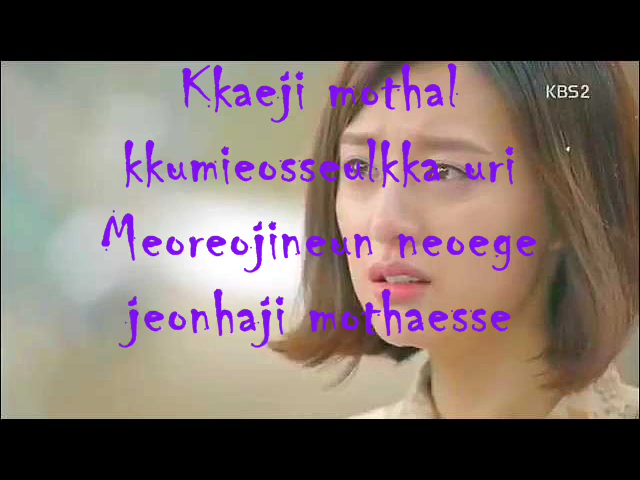 Kkaeji mothal
KBS2
kkumieosseulkka uri
Meoreojineun neoege
jeonhaji mothaesse